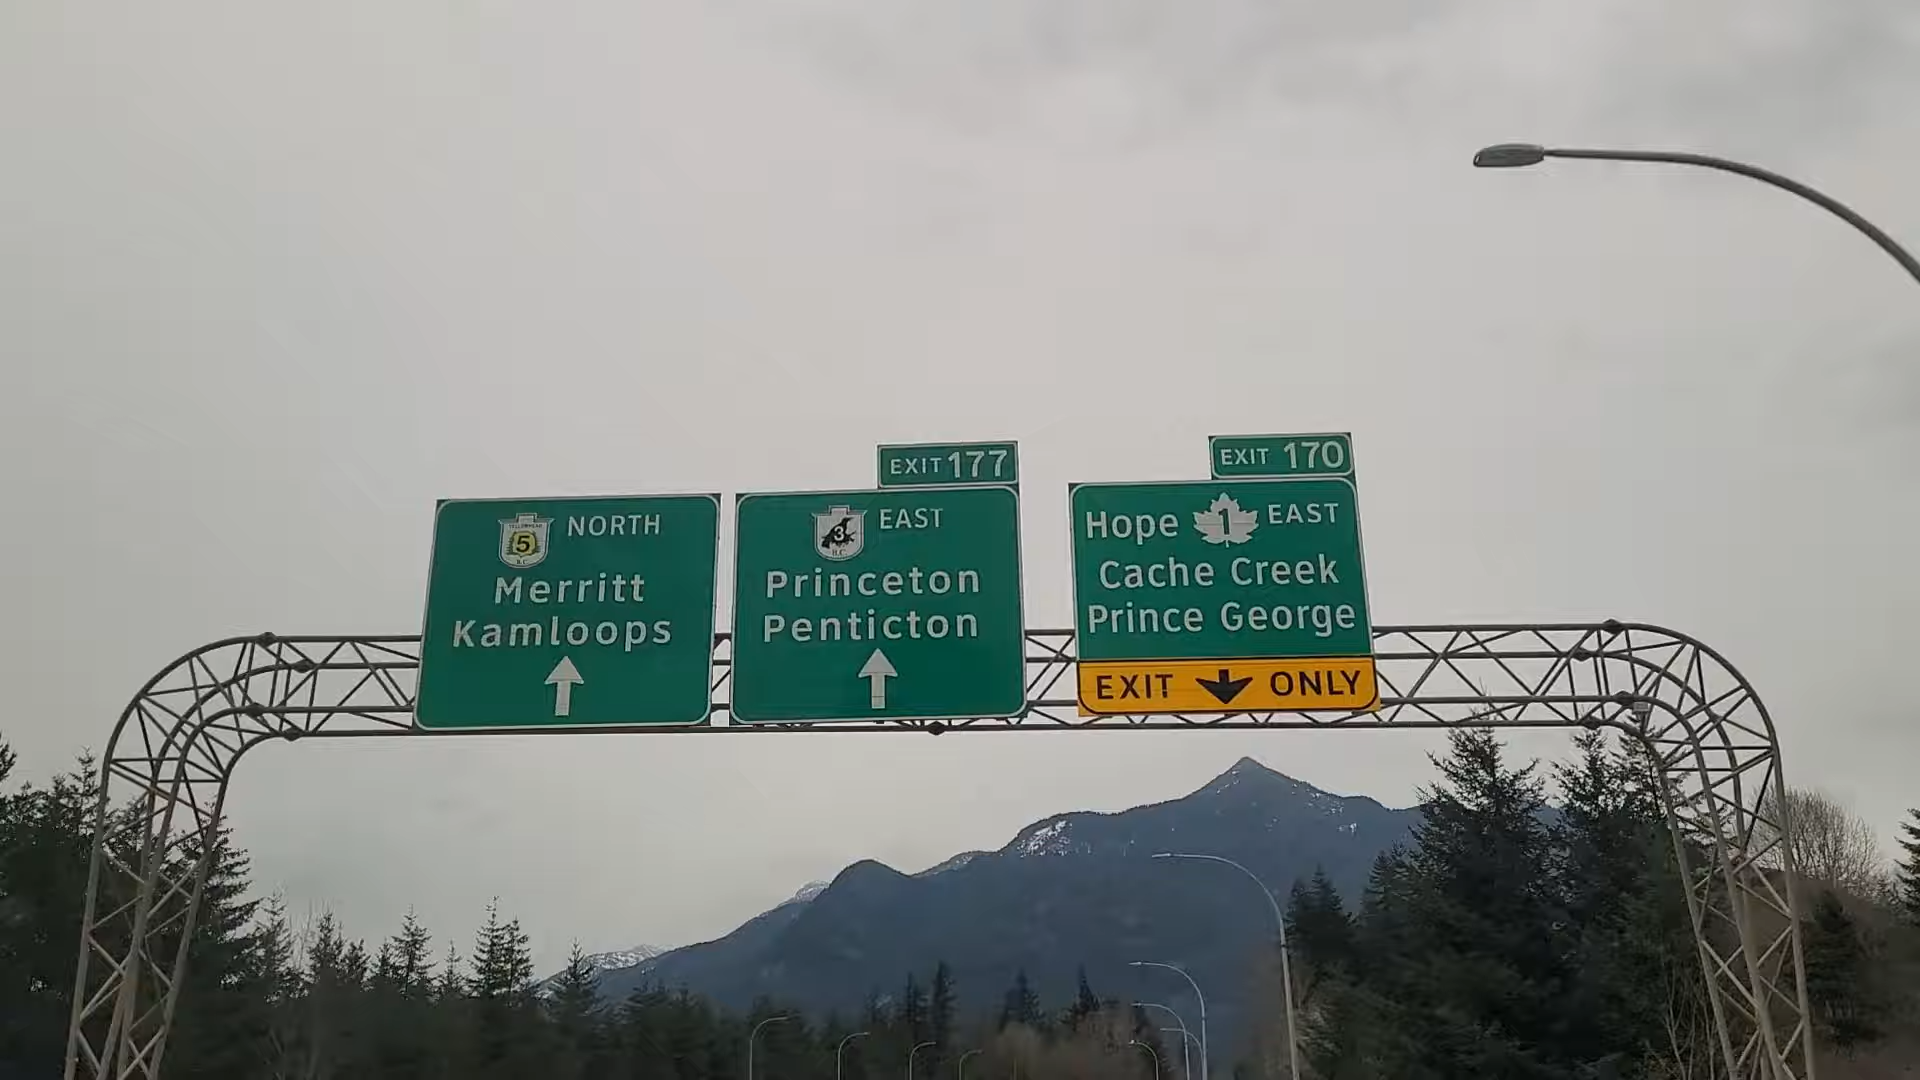 YELLOWHEAD
5
B.C.
NORTH
Merritt
Kamloops
EXIT 177
3
B.C.
EAST
Princeton
Penticton
EXIT 170
Hope 1 EAST
Cache Creek
Prince George
EXIT ONLY